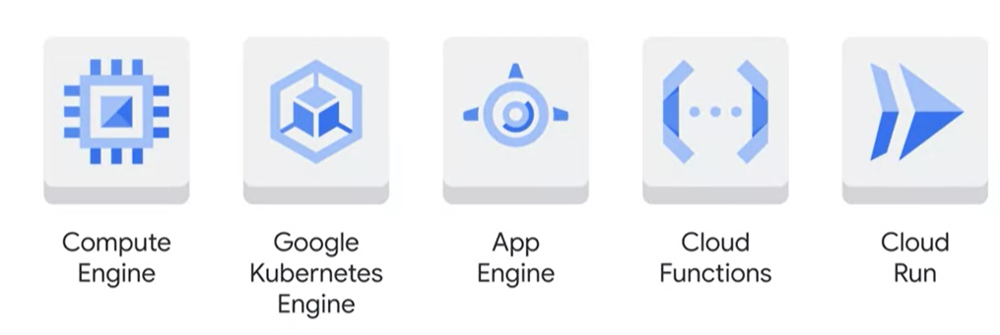 Compute
Engine
Google
Kubernetes
Engine
App
Engine
Cloud
Functions
Cloud
Run